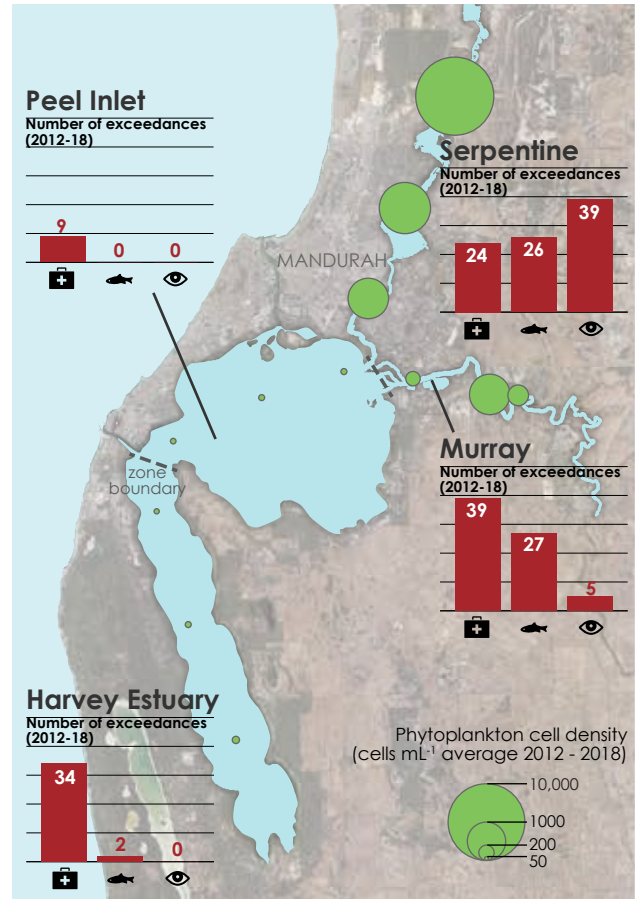 Peel Inlet
Number of exceedances
(2012-18)
9
0
0
Serpentine
Number of exceedances
(2012-18)
24
26
39
MANDURAH
Murray
Number of exceedances
(2012-18)
39
27
5
zone
boundary
Harvey Estuary
Number of exceedances
(2012-18)
34
2
0
Phytoplankton cell density
(cells mL⁻¹ average 2012 - 2018)
10,000
1000
200
50